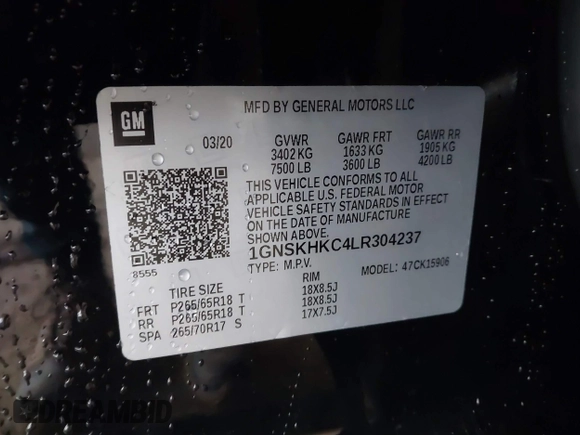 GM
MFD BY GENERAL MOTORS LLC
03/20 GVWR GAWR FRT GAWR RR
3402 KG 1633 KG 1905 KG
7500 LB 3600 LB 4200 LB
THIS VEHICLE CONFORMS TO ALL
APPLICABLE U.S. FEDERAL MOTOR
VEHICLE SAFETY STANDARDS IN EFFECT
ON THE DATE OF MANUFACTURE
SHOWN ABOVE.
1GNSKHKC4LR304237
8555 TYPE: M.P.V. MODEL: 47CK15906
TIRE SIZE RIM
FRT P265/65R18 T 18X8.5J
RR P265/65R18 T 18X8.5J
SPA 265/70R17 S 17X7.5J
DREAMBID